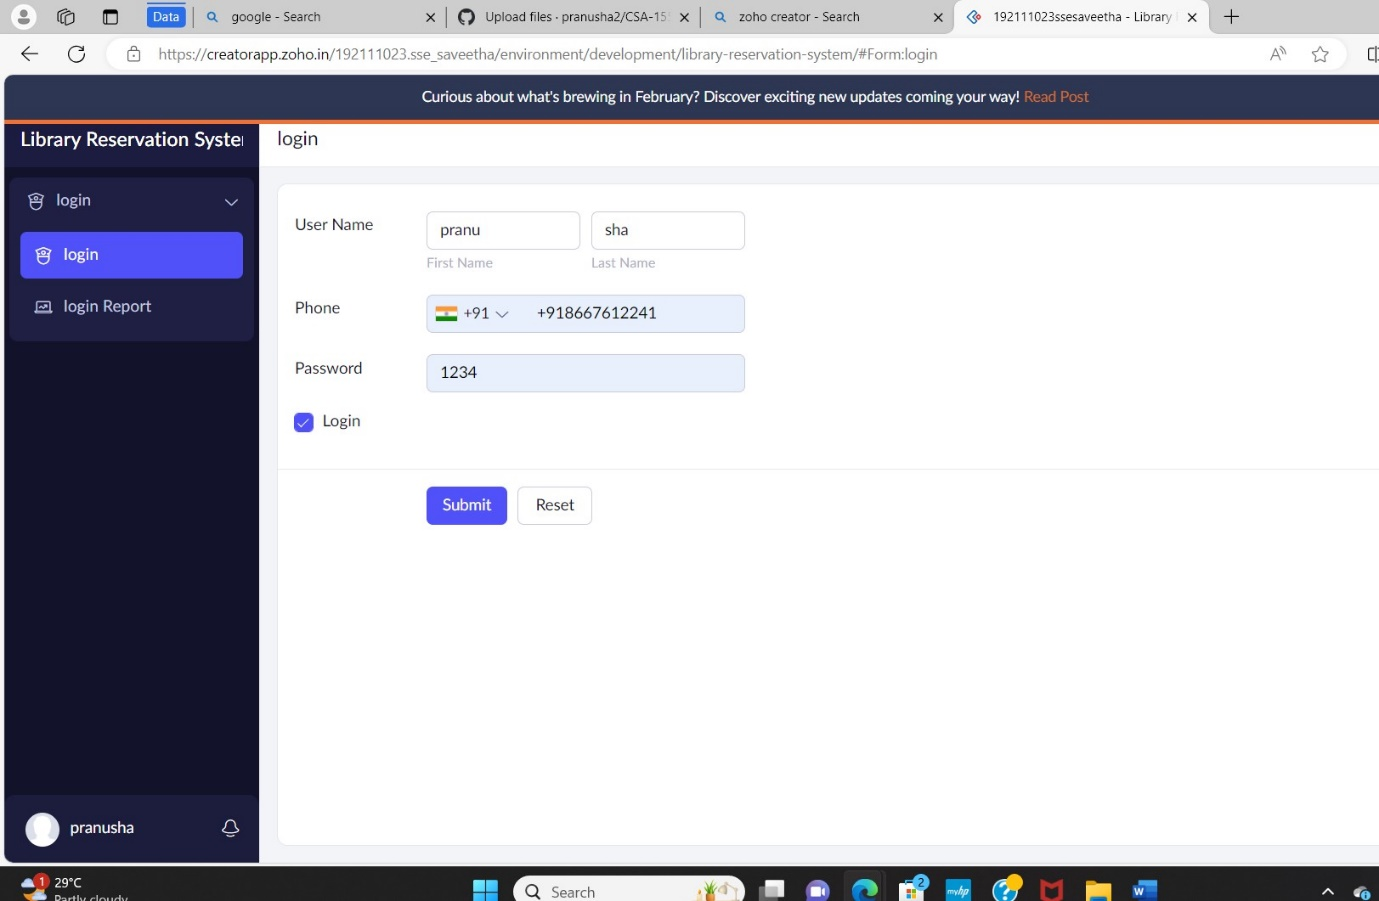 Data google - Search Upload files · pranusha2/CSA-15 zoho creator - Search 192111023ssesaveetha - Library
https://creatorapp.zoho.in/192111023.sse_saveetha/environment/development/library-reservation-system/#Form:login
Curious about what's brewing in February? Discover exciting new updates coming your way! Read Post
Library Reservation Syste
login
login
login
login Report
User Name
pranu
sha
First Name
Last Name
Phone
+91
+918667612241
Password
1234
Login
Submit
Reset
pranusha
1
29°C
Partly cloudy
Search
2
myhp
W